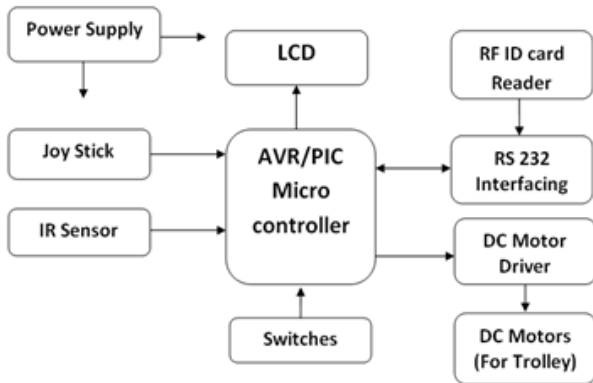 Power Supply
LCD
RF ID card
Reader
Joy Stick
AVR/PIC
Micro
controller
RS 232
Interfacing
IR Sensor
DC Motor
Driver
Switches
DC Motors
(For Trolley)